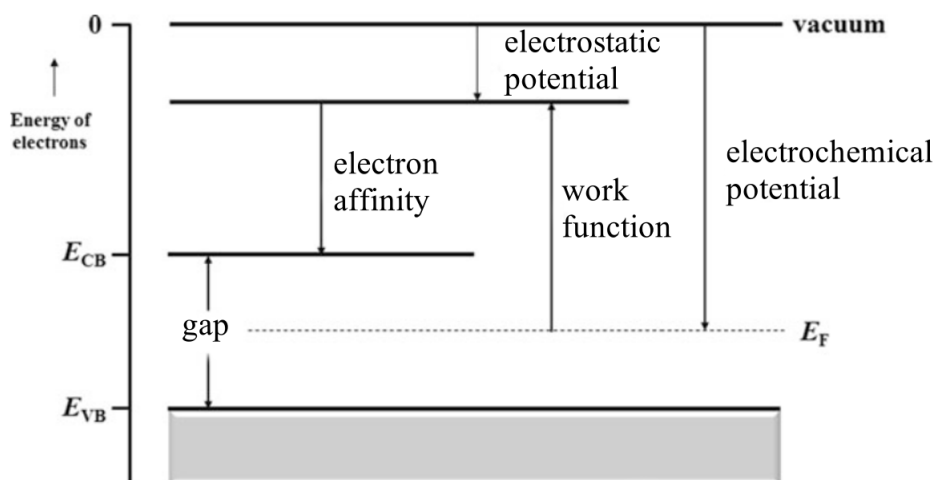 0
vacuum
electrostatic
potential
Energy of
electrons
electron
affinity
work
function
electrochemical
potential
E_CB
gap
E_F
E_VB